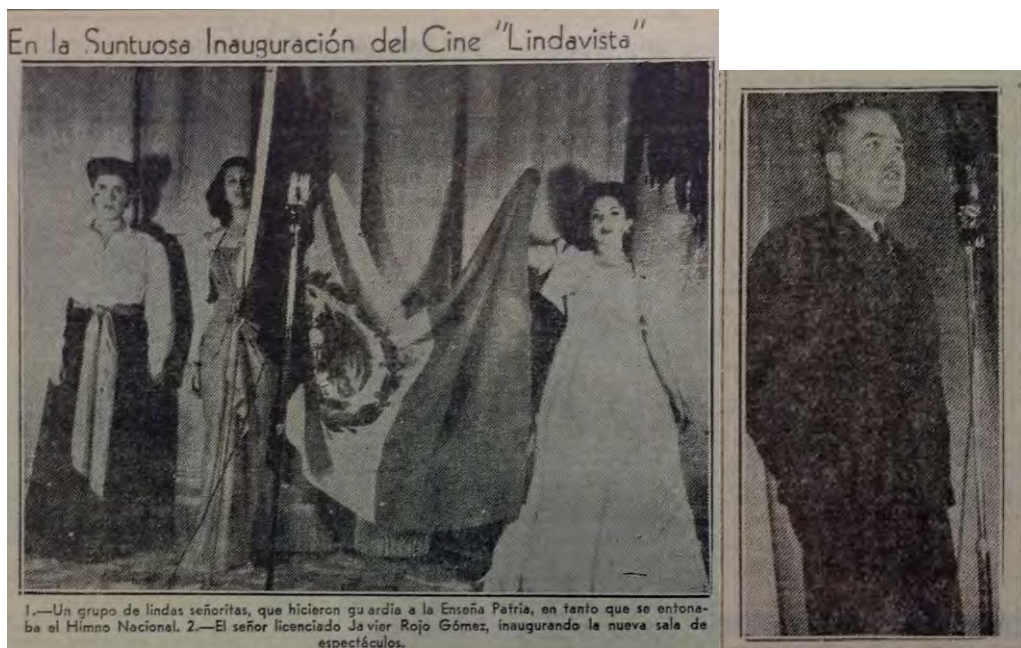 En la Suntuosa Inauguración del Cine "Lindavista"
1.—Un grupo de lindas señoritas, que hicieron guardia a la Enseña Patria, en tanto que se entona-
ba el Himno Nacional. 2.—El señor licenciado Javier Rojo Gómez, inaugurando la nueva sala de
espectáculos.